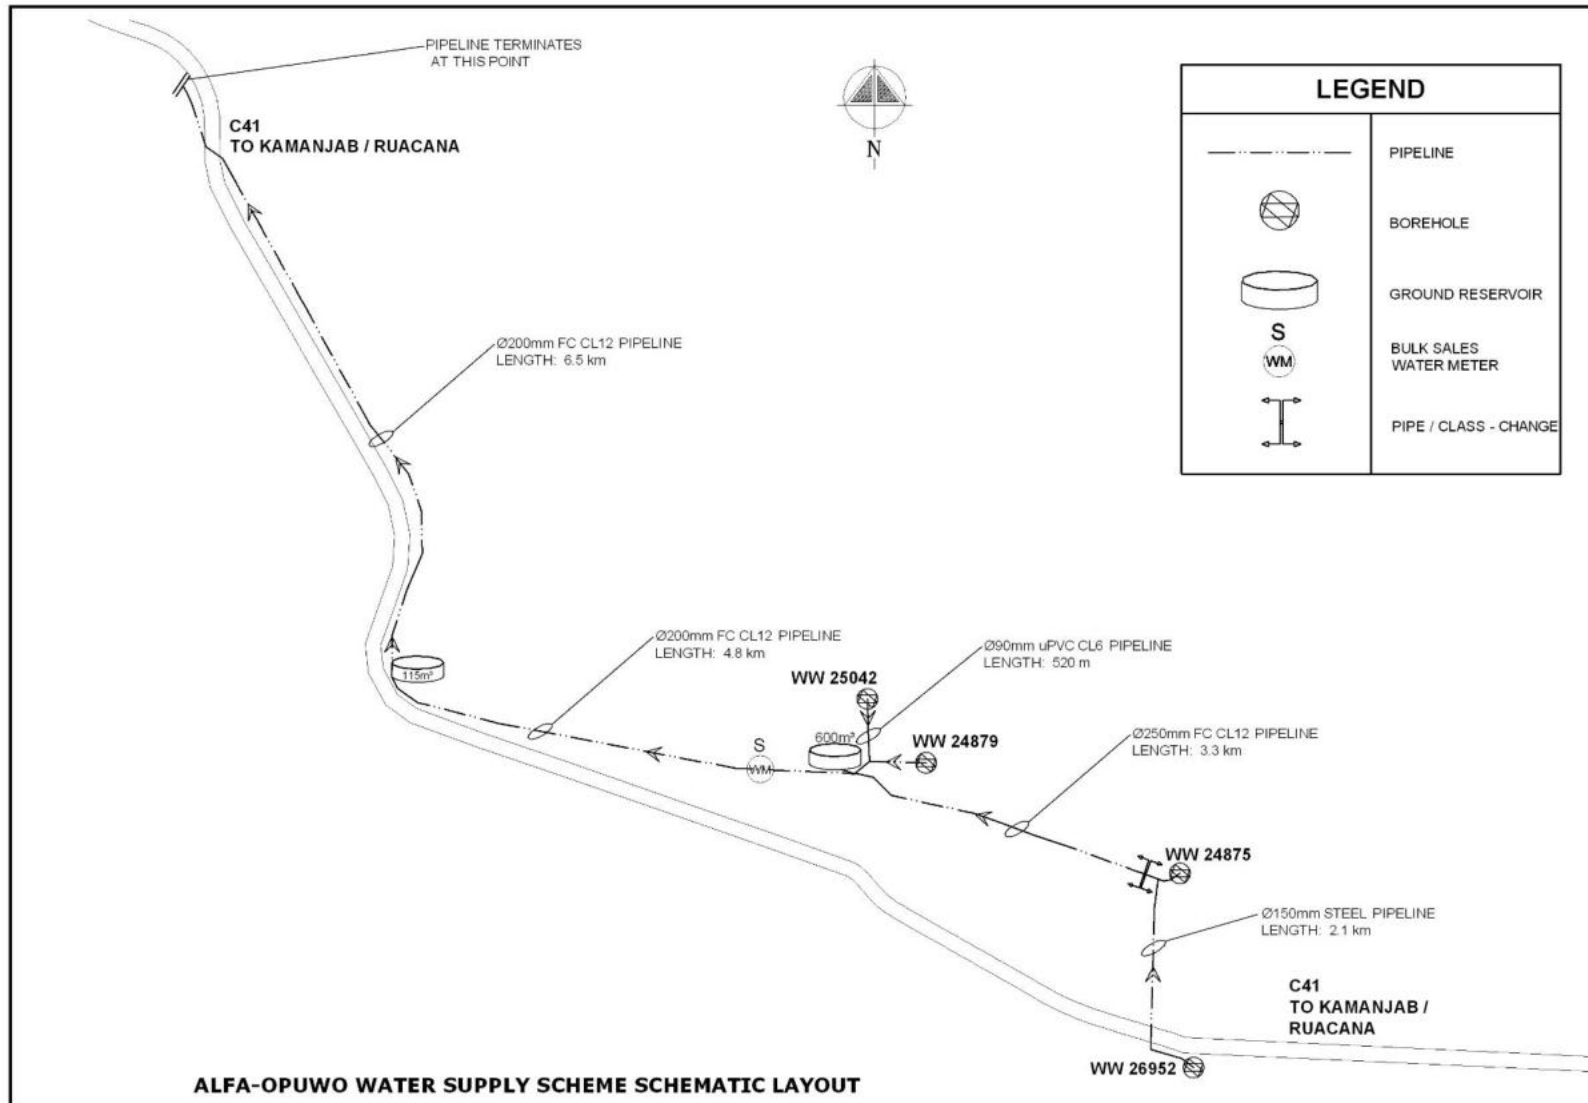 PIPELINE TERMINATES
AT THIS POINT
C41
TO KAMANJAB / RUACANA
N
LEGEND
PIPELINE
BOREHOLE
GROUND RESERVOIR
S
WM
BULK SALES
WATER METER
PIPE / CLASS - CHANGE
Ø200mm FC CL12 PIPELINE
LENGTH: 6.5 km
Ø200mm FC CL12 PIPELINE
LENGTH: 4.8 km
115m³
Ø90mm uPVC CL6 PIPELINE
LENGTH: 520 m
WW 25042
600m³
WW 24879
S
WM
Ø250mm FC CL12 PIPELINE
LENGTH: 3.3 km
WW 24875
Ø150mm STEEL PIPELINE
LENGTH: 2.1 km
C41
TO KAMANJAB /
RUACANA
WW 26952
ALFA-OPUWO WATER SUPPLY SCHEME SCHEMATIC LAYOUT